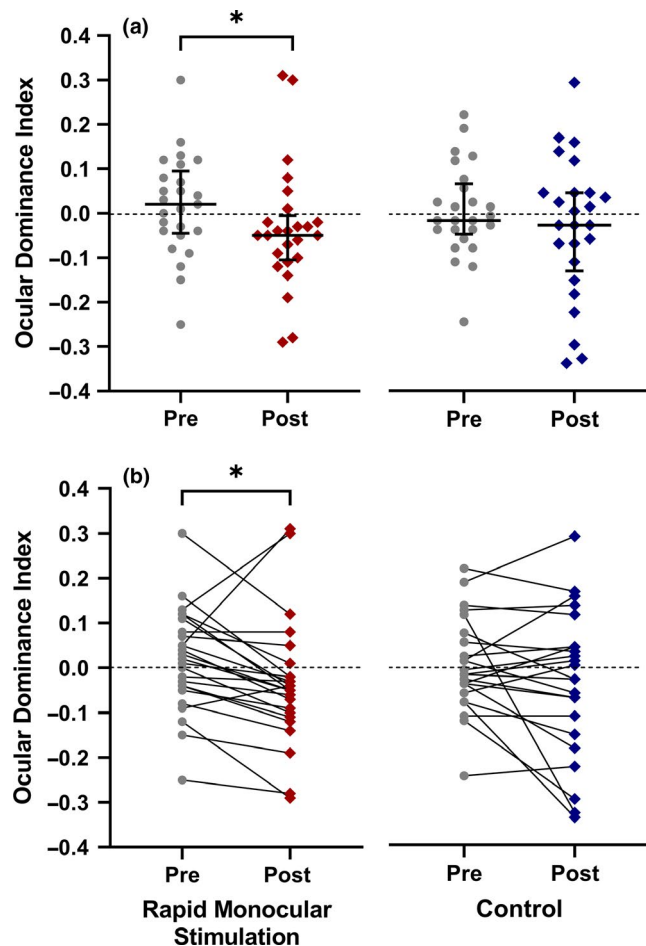 (a)
*
Ocular Dominance Index
0.4
0.3
0.2
0.1
0.0
–0.1
–0.2
–0.3
–0.4
Pre
Post
Pre
Post
(b)
*
Ocular Dominance Index
0.4
0.3
0.2
0.1
0.0
–0.1
–0.2
–0.3
–0.4
Pre
Post
Pre
Post
Rapid Monocular
Stimulation
Control